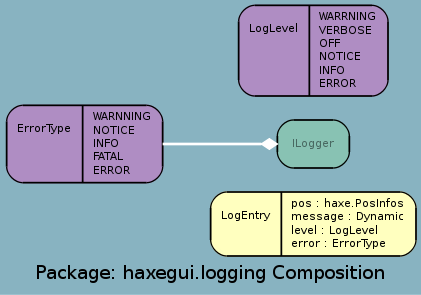 LogLevel
WARRNING
VERBOSE
OFF
NOTICE
INFO
ERROR
ErrorType
WARNNING
NOTICE
INFO
FATAL
ERROR
ILogger
LogEntry
pos : haxe.PosInfos
message : Dynamic
level : LogLevel
error : ErrorType
Package: haxegui.logging Composition